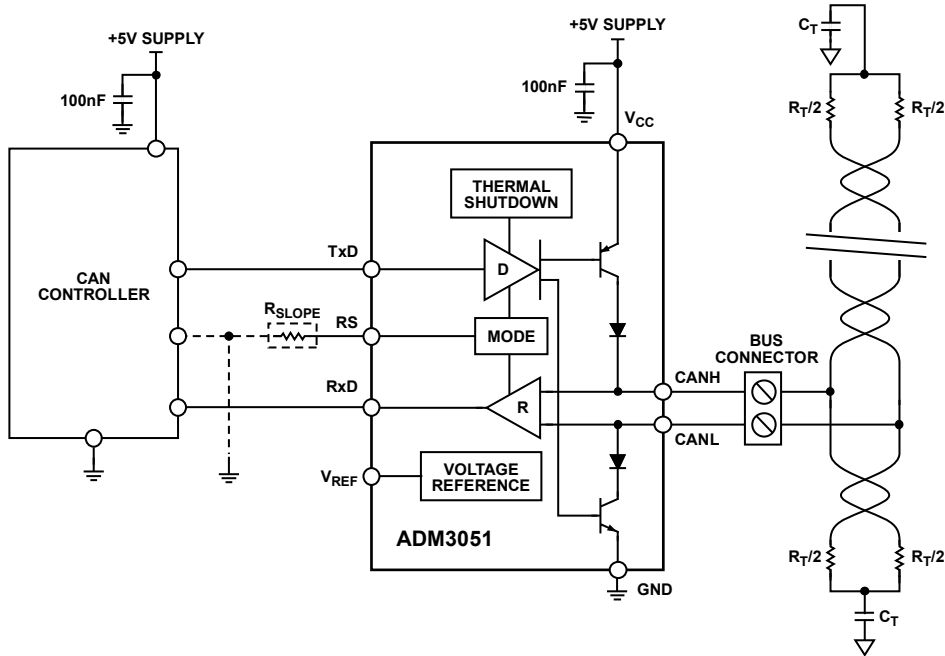 +5V SUPPLY
100nF
CAN
CONTROLLER
TxD
R_SLOPE
RS
RxD
V_REF
+5V SUPPLY
100nF
V_CC
THERMAL
SHUTDOWN
D
MODE
R
VOLTAGE
REFERENCE
ADM3051
GND
CANH
CANL
BUS
CONNECTOR
C_T
R_T/2
R_T/2
R_T/2
R_T/2
C_T